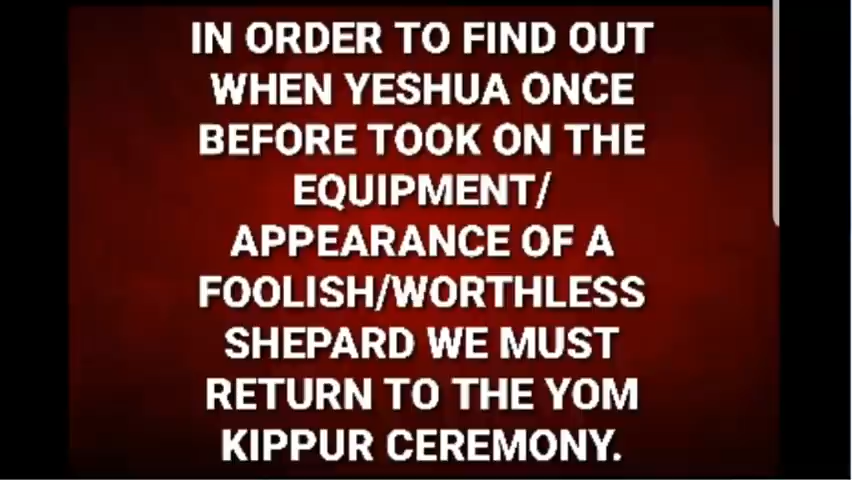 IN ORDER TO FIND OUT
WHEN YESHUA ONCE
BEFORE TOOK ON THE
EQUIPMENT/
APPEARANCE OF A
FOOLISH/WORTHLESS
SHEPARD WE MUST
RETURN TO THE YOM
KIPPUR CEREMONY.